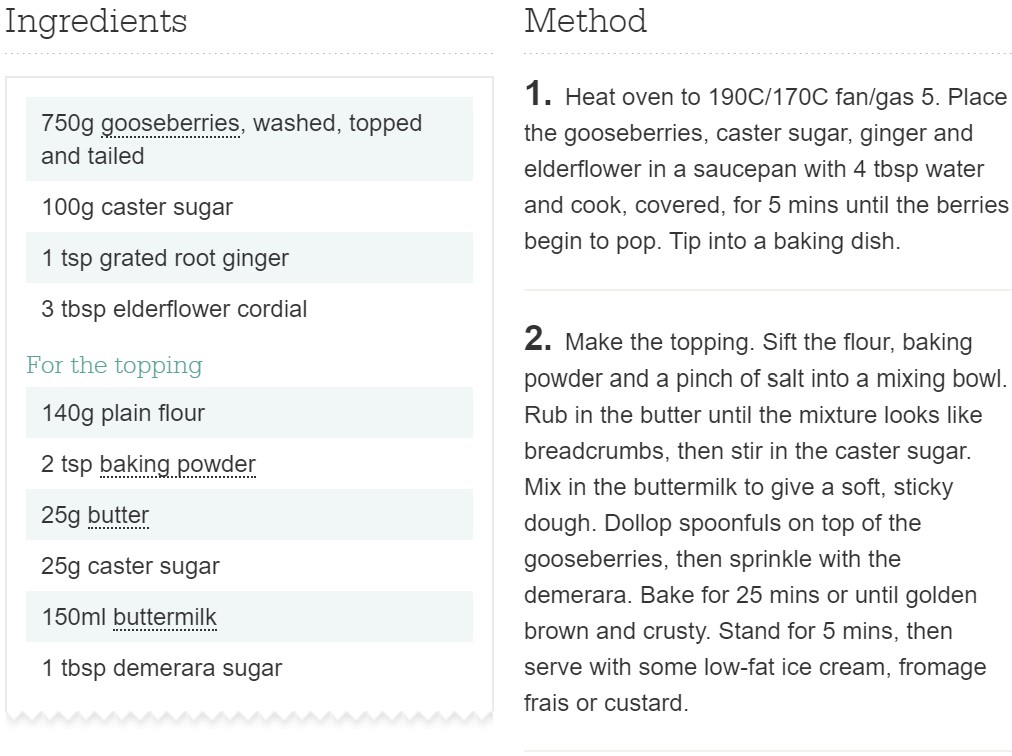 Ingredients
750g gooseberries, washed, topped
and tailed
100g caster sugar
1 tsp grated root ginger
3 tbsp elderflower cordial
For the topping
140g plain flour
2 tsp baking powder
25g butter
25g caster sugar
150ml buttermilk
1 tbsp demerara sugar
Method
1. Heat oven to 190C/170C fan/gas 5. Place
the gooseberries, caster sugar, ginger and
elderflower in a saucepan with 4 tbsp water
and cook, covered, for 5 mins until the berries
begin to pop. Tip into a baking dish.
2. Make the topping. Sift the flour, baking
powder and a pinch of salt into a mixing bowl.
Rub in the butter until the mixture looks like
breadcrumbs, then stir in the caster sugar.
Mix in the buttermilk to give a soft, sticky
dough. Dollop spoonfuls on top of the
gooseberries, then sprinkle with the
demerara. Bake for 25 mins or until golden
brown and crusty. Stand for 5 mins, then
serve with some low-fat ice cream, fromage
frais or custard.